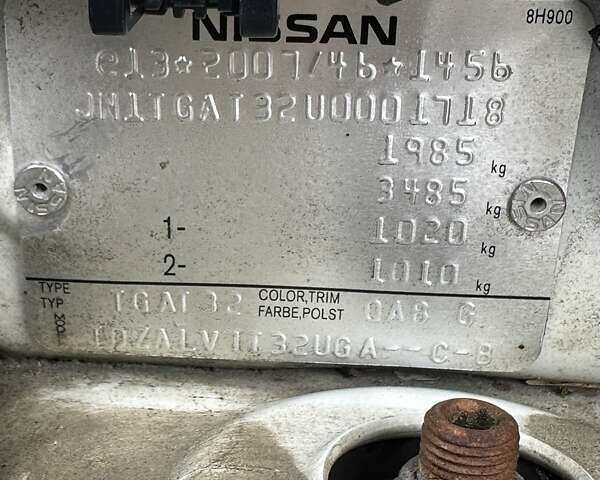 NISSAN
8H900
e13*2007/46*1456
JN1TGAT32U0001718
1985 kg
3485 kg
1- 1020 kg
2- 1010 kg
TYPE TYP TGAT32 COLOR,TRIM FARBE,POLST QAB G